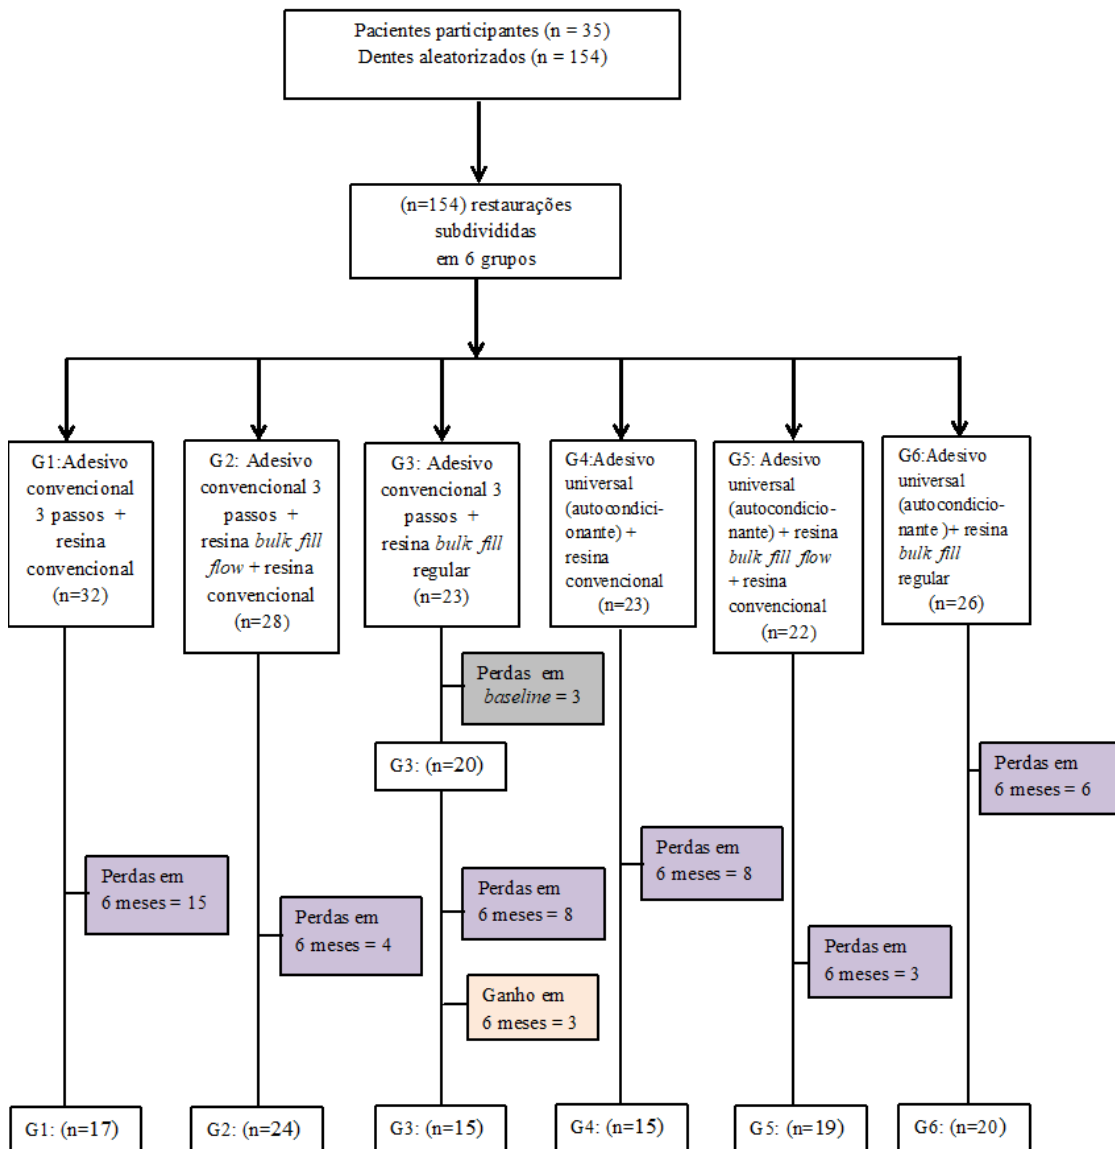 Pacientes participantes (n = 35)
Dentes aleatorizados (n = 154)
(n=154) restaurações
subdivididas
em 6 grupos
G1:Adesivo
convencional
3 passos +
resina
convencional
(n=32)
G2: Adesivo
convencional 3
passos +
resina bulk fill
flow + resina
convencional
(n=28)
G3: Adesivo
convencional 3
passos +
resina bulk fill
regular
(n=23)
G4:Adesivo
universal
(autocondici-
onante) +
resina
convencional
(n=23)
G5: Adesivo
universal
(autocondicio-
nante) + resina
bulk fill flow
+ resina
convencional
(n=22)
G6:Adesivo
universal
(autocondicio-
nante )+ resina
bulk fill
regular
(n=26)
Perdas em
baseline = 3
G3: (n=20)
Perdas em
6 meses = 6
Perdas em
6 meses = 15
Perdas em
6 meses = 4
Perdas em
6 meses = 8
Perdas em
6 meses = 8
Perdas em
6 meses = 3
Ganho em
6 meses = 3
G1: (n=17)
G2: (n=24)
G3: (n=15)
G4: (n=15)
G5: (n=19)
G6: (n=20)